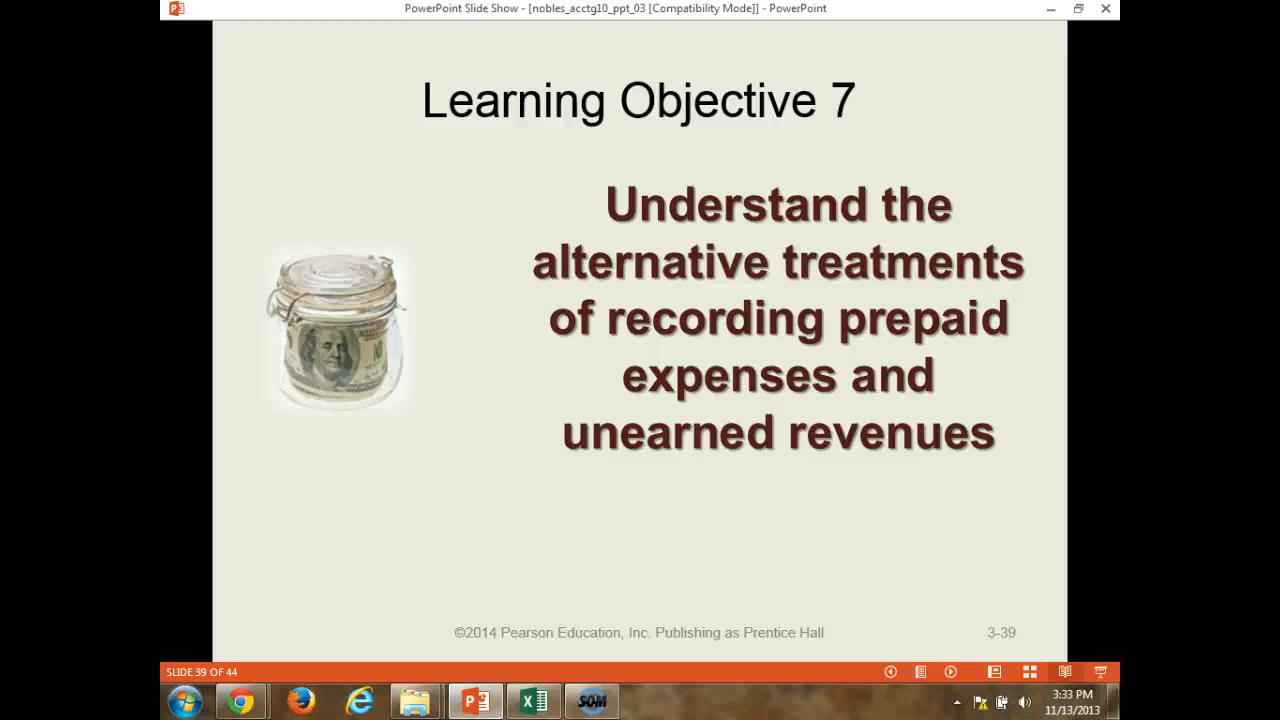 PowerPoint Slide Show - [nobles_acctg10_ppt_03 [Compatibility Mode]] - PowerPoint
Learning Objective 7
Understand the
alternative treatments
of recording prepaid
expenses and
unearned revenues
©2014 Pearson Education, Inc. Publishing as Prentice Hall
3-39
SLIDE 39 OF 44
SOM
3:33 PM
11/13/2013